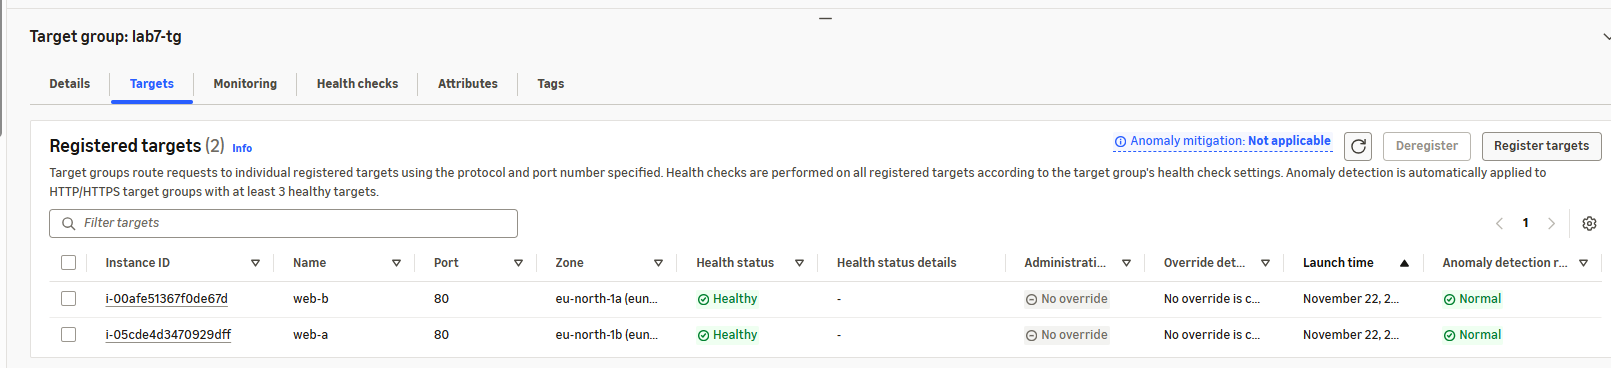 Target group: lab7-tg
Details Targets Monitoring Health checks Attributes Tags
Registered targets (2) Info
Anomaly mitigation: Not applicable Deregister Register targets
Target groups route requests to individual registered targets using the protocol and port number specified. Health checks are performed on all registered targets according to the target group's health check settings. Anomaly detection is automatically applied to
HTTP/HTTPS target groups with at least 3 healthy targets.
Filter targets
1
Instance ID Name Port Zone Health status Health status details Administrati... Override det... Launch time Anomaly detection r...
i-00afe51367f0de67d web-b 80 eu-north-1a (eun... Healthy - No override No override is c... November 22, 2... Normal
i-05cde4d3470929dff web-a 80 eu-north-1b (eun... Healthy - No override No override is c... November 22, 2... Normal